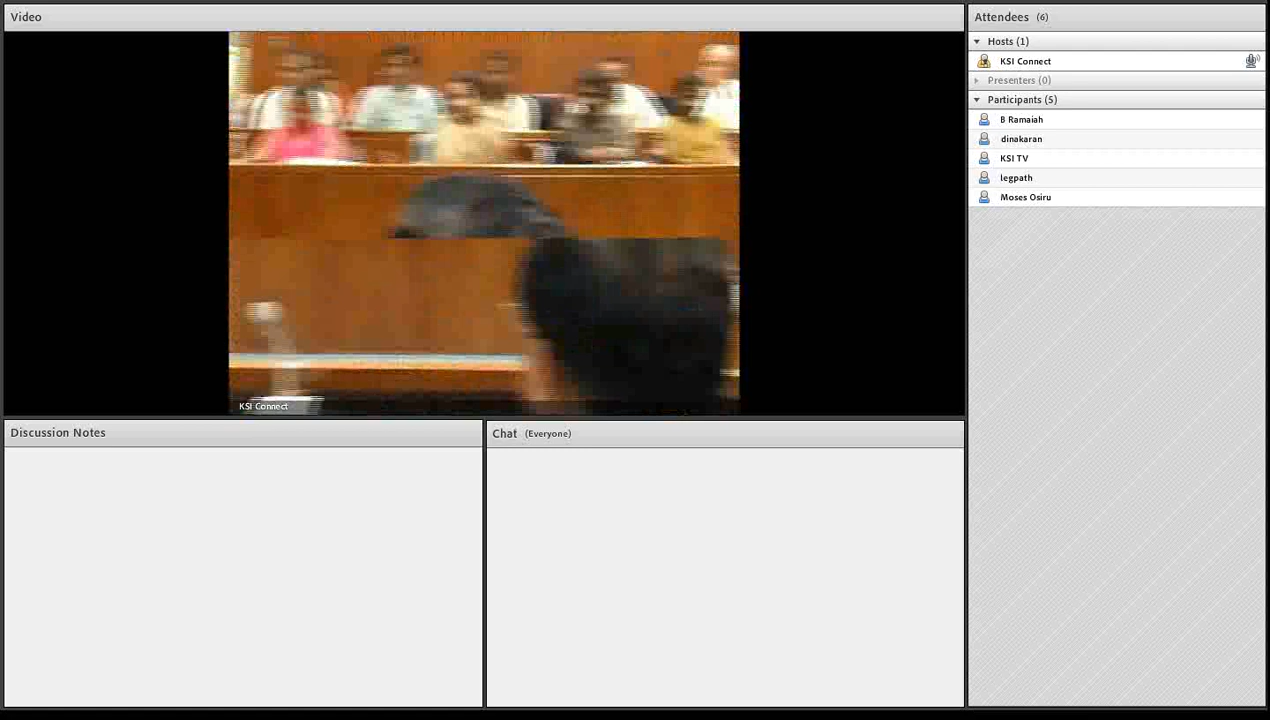 Video
KSI Connect
Discussion Notes
Chat (Everyone)
Attendees (6)
Hosts (1)
KSI Connect
Presenters (0)
Participants (5)
B Ramaiah
dinakaran
KSI TV
legpath
Moses Osiru